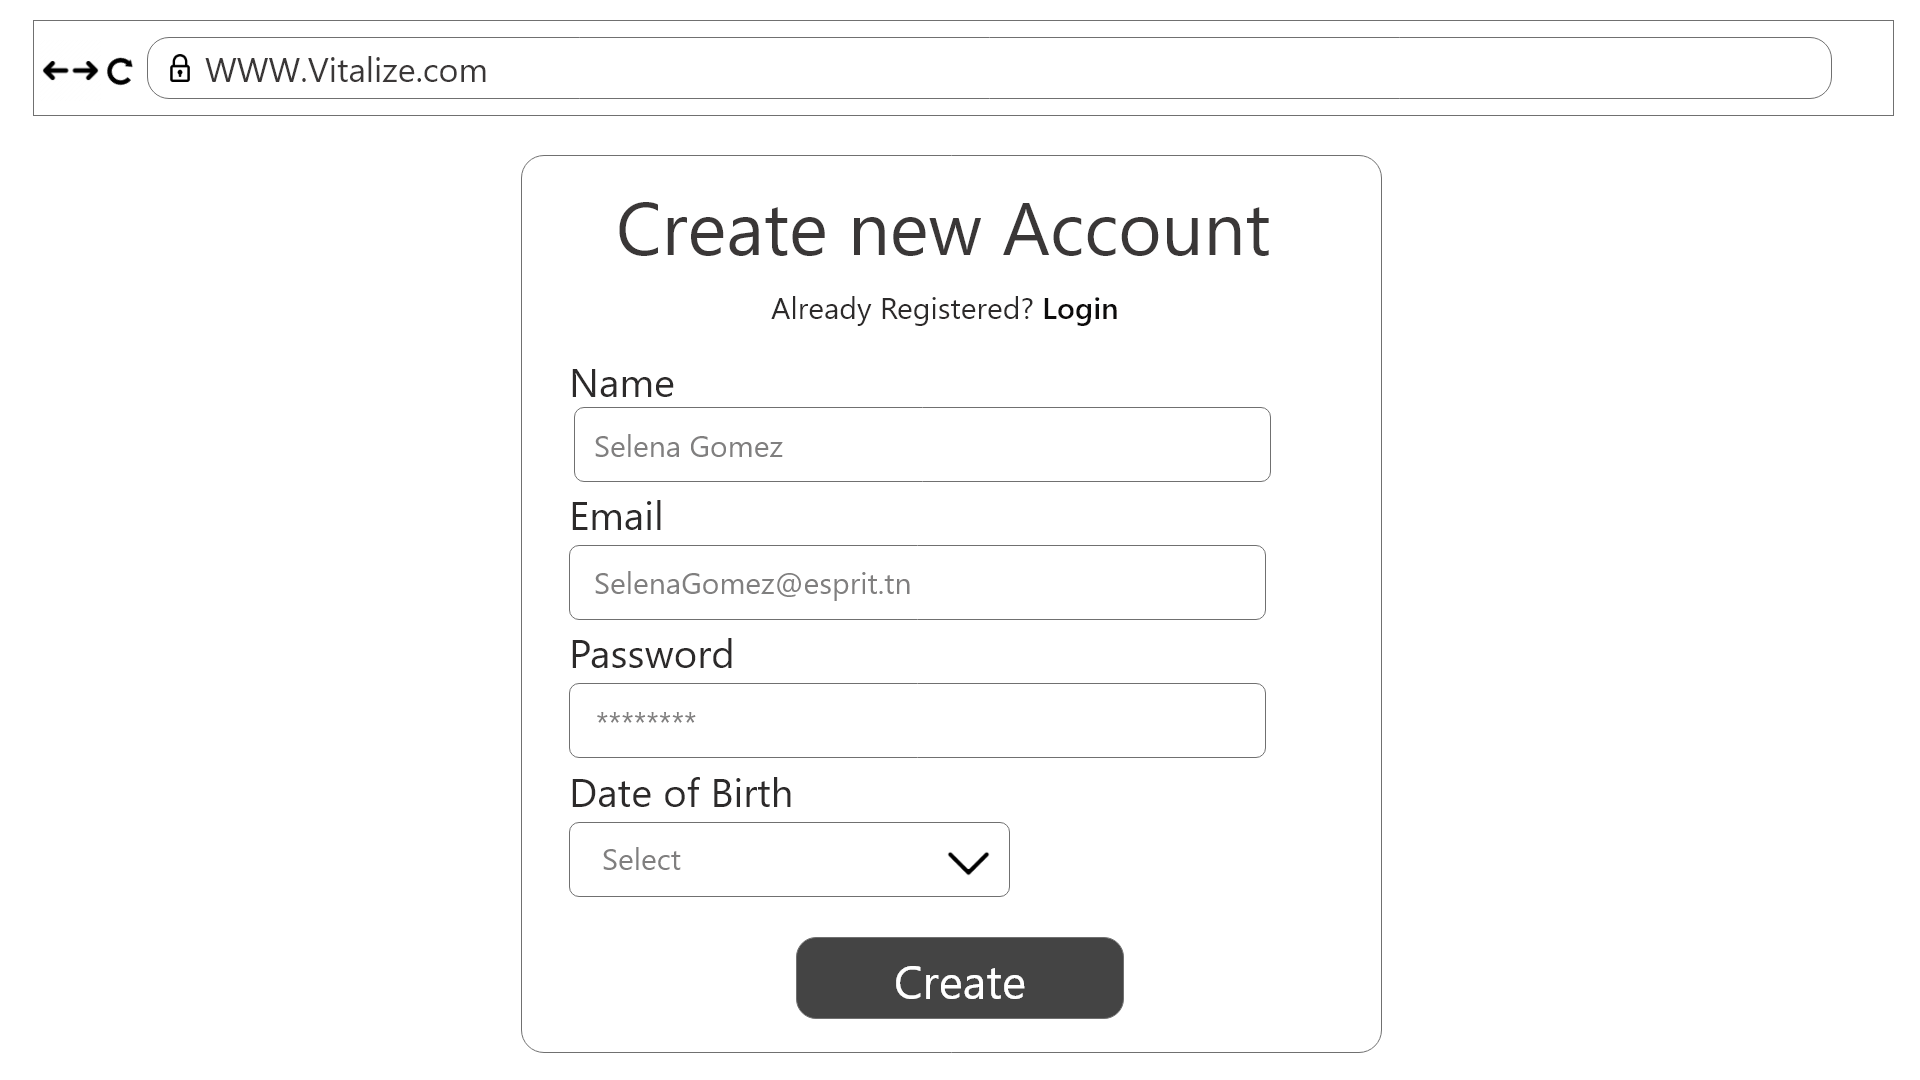 WWW.Vitalize.com
Create new Account
Already Registered? Login
Name
Selena Gomez
Email
SelenaGomez@esprit.tn
Password
********
Date of Birth
Select
Create